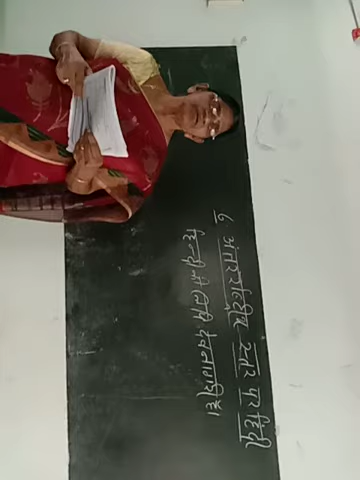 6 अंतरराष्ट्रीय स्तर पर हिंदी
हिन्दी की लिपि देवनागरी है।